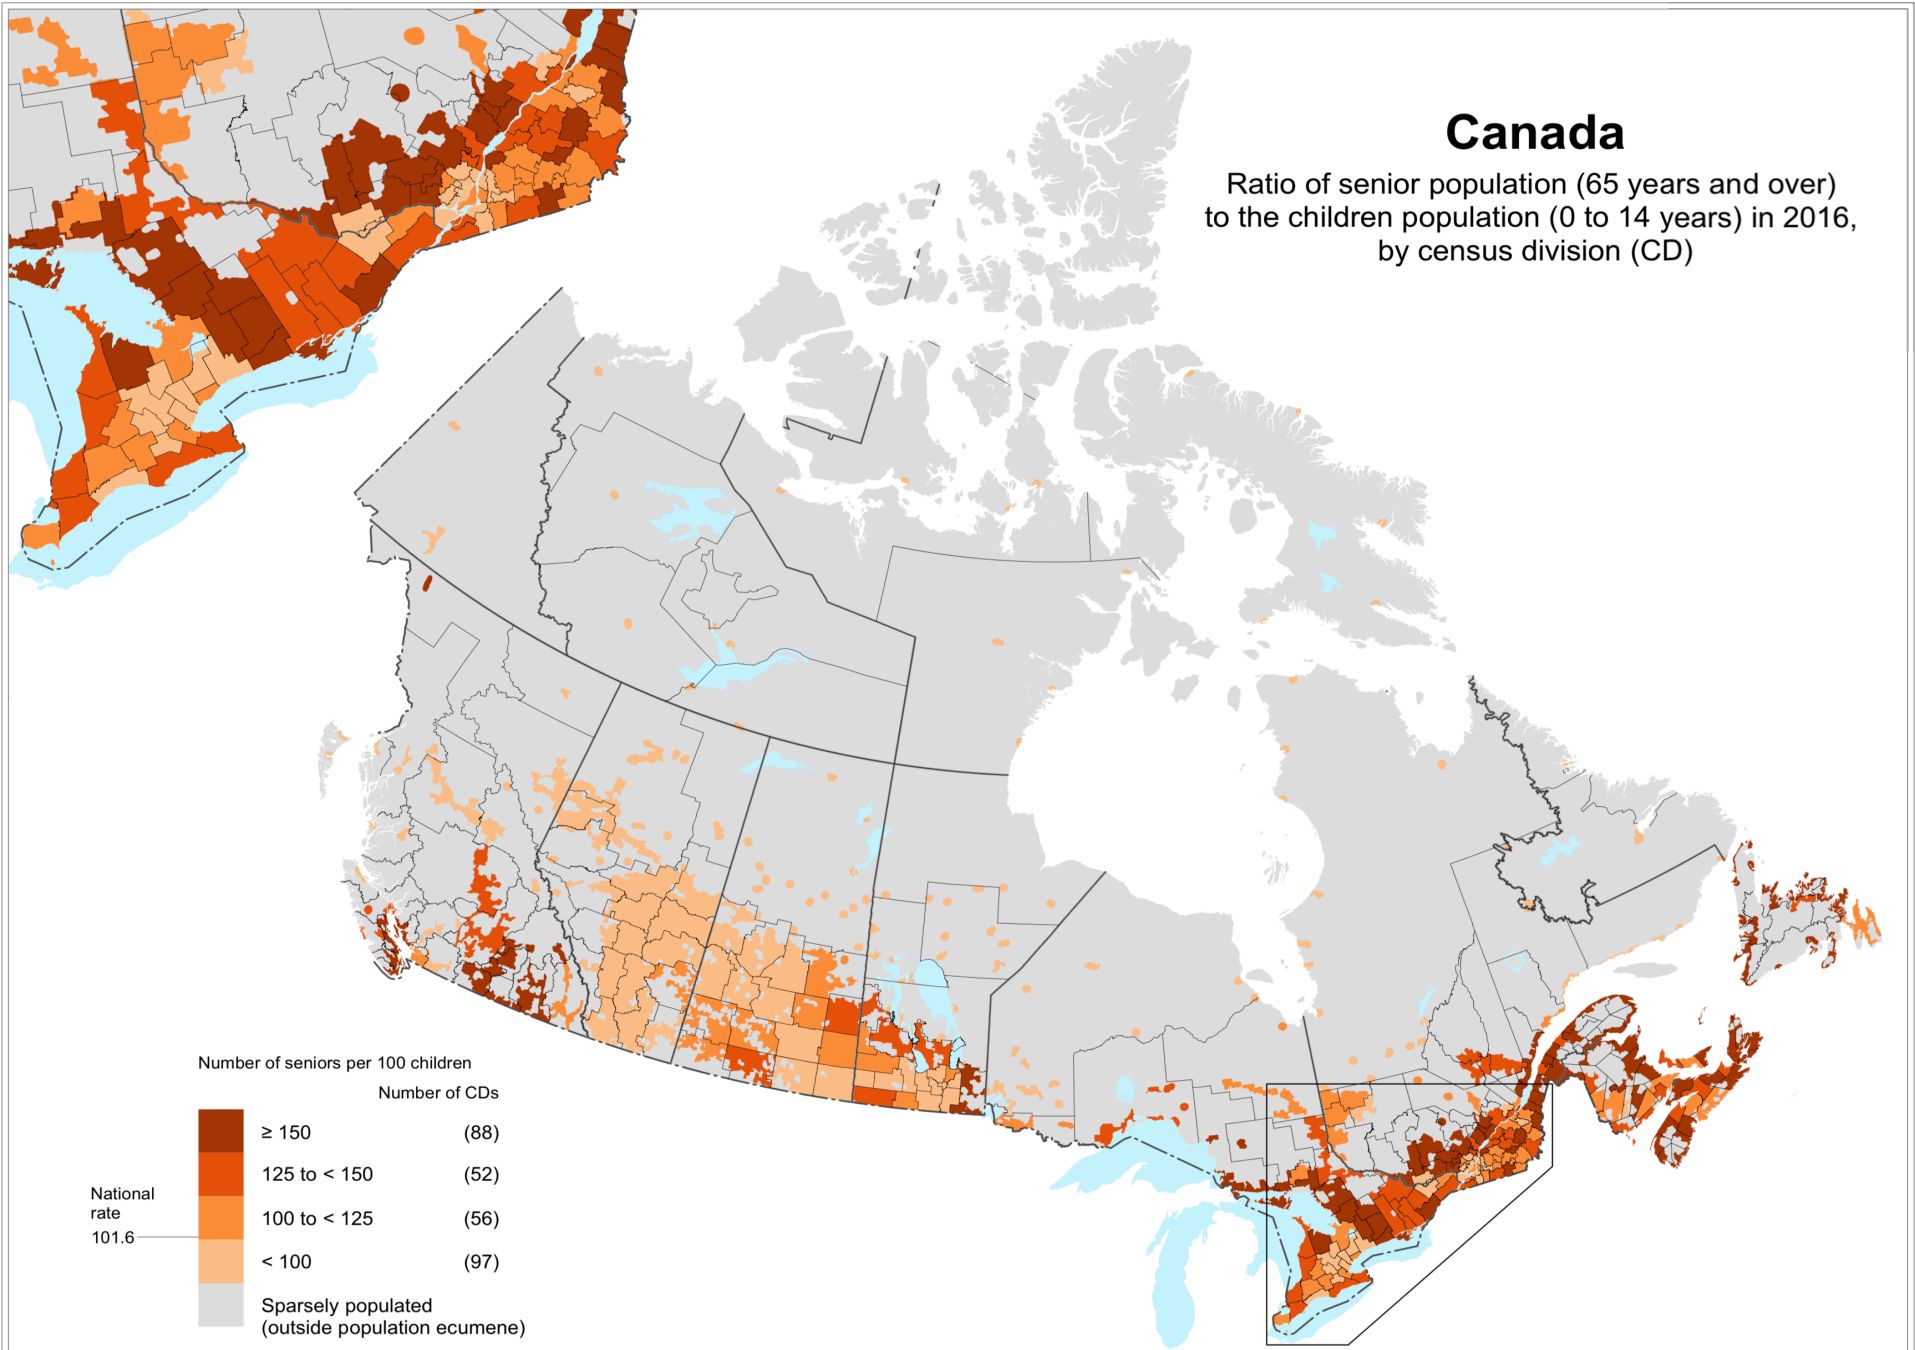 Canada
Ratio of senior population (65 years and over)
to the children population (0 to 14 years) in 2016,
by census division (CD)
Number of seniors per 100 children
Number of CDs
≥ 150 (88)
125 to < 150 (52)
National
rate
101.6
100 to < 125 (56)
< 100 (97)
Sparsely populated
(outside population ecumene)